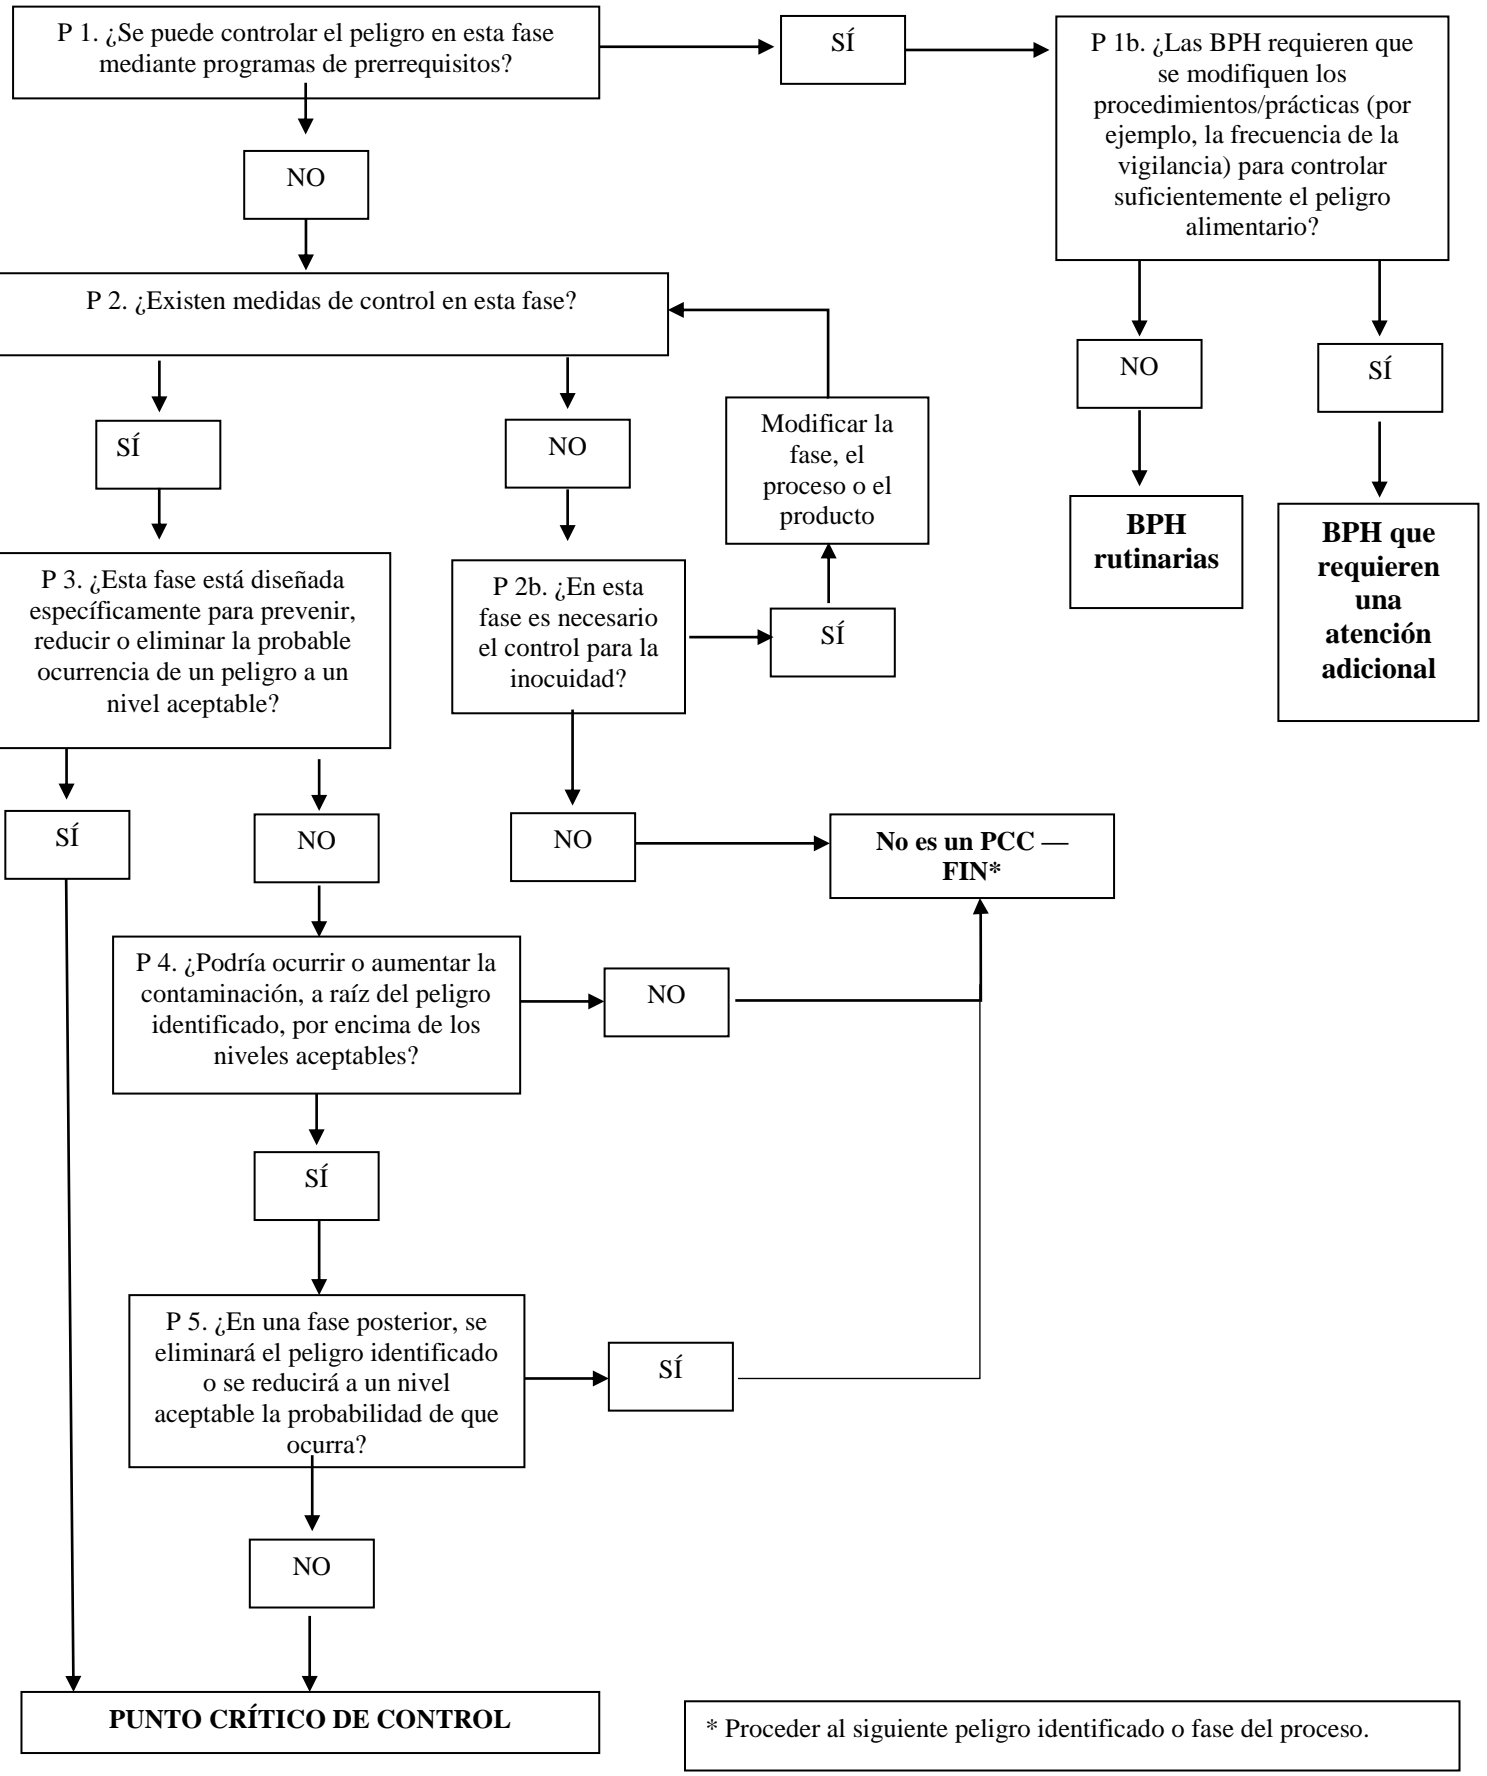 P 1. ¿Se puede controlar el peligro en esta fase
mediante programas de prerrequisitos?
SÍ
P 1b. ¿Las BPH requieren que
se modifiquen los
procedimientos/prácticas (por
ejemplo, la frecuencia de la
vigilancia) para controlar
suficientemente el peligro
alimentario?
NO
P 2. ¿Existen medidas de control en esta fase?
NO
SÍ
SÍ
NO
Modificar la
fase, el
proceso o el
producto
BPH
rutinarias
BPH que
requieren
una
atención
adicional
P 3. ¿Esta fase está diseñada
específicamente para prevenir,
reducir o eliminar la probable
ocurrencia de un peligro a un
nivel aceptable?
P 2b. ¿En esta
fase es necesario
el control para la
inocuidad?
SÍ
SÍ
NO
NO
No es un PCC —
FIN*
P 4. ¿Podría ocurrir o aumentar la
contaminación, a raíz del peligro
identificado, por encima de los
niveles aceptables?
NO
SÍ
P 5. ¿En una fase posterior, se
eliminará el peligro identificado
o se reducirá a un nivel
aceptable la probabilidad de que
ocurra?
SÍ
NO
PUNTO CRÍTICO DE CONTROL
* Proceder al siguiente peligro identificado o fase del proceso.